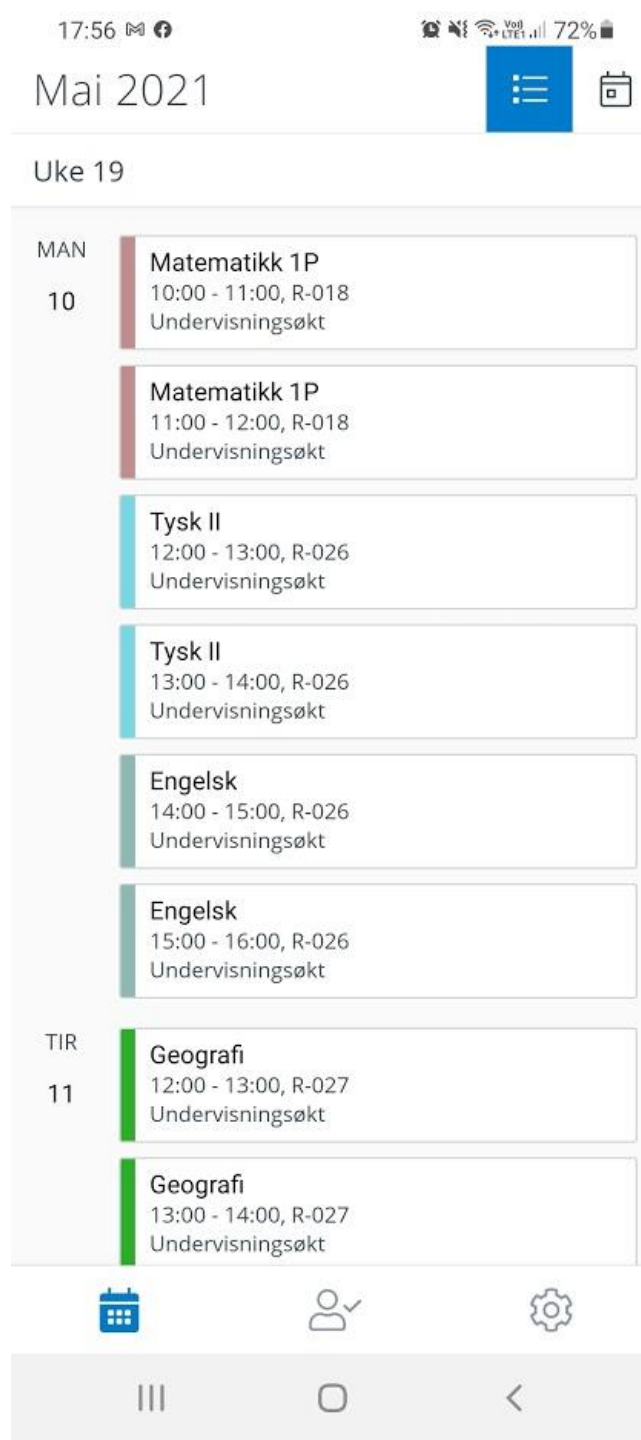 17:56 72%
Mai 2021
Uke 19
MAN
10
Matematikk 1P
10:00 - 11:00, R-018
Undervisningsøkt
Matematikk 1P
11:00 - 12:00, R-018
Undervisningsøkt
Tysk II
12:00 - 13:00, R-026
Undervisningsøkt
Tysk II
13:00 - 14:00, R-026
Undervisningsøkt
Engelsk
14:00 - 15:00, R-026
Undervisningsøkt
Engelsk
15:00 - 16:00, R-026
Undervisningsøkt
TIR
11
Geografi
12:00 - 13:00, R-027
Undervisningsøkt
Geografi
13:00 - 14:00, R-027
Undervisningsøkt